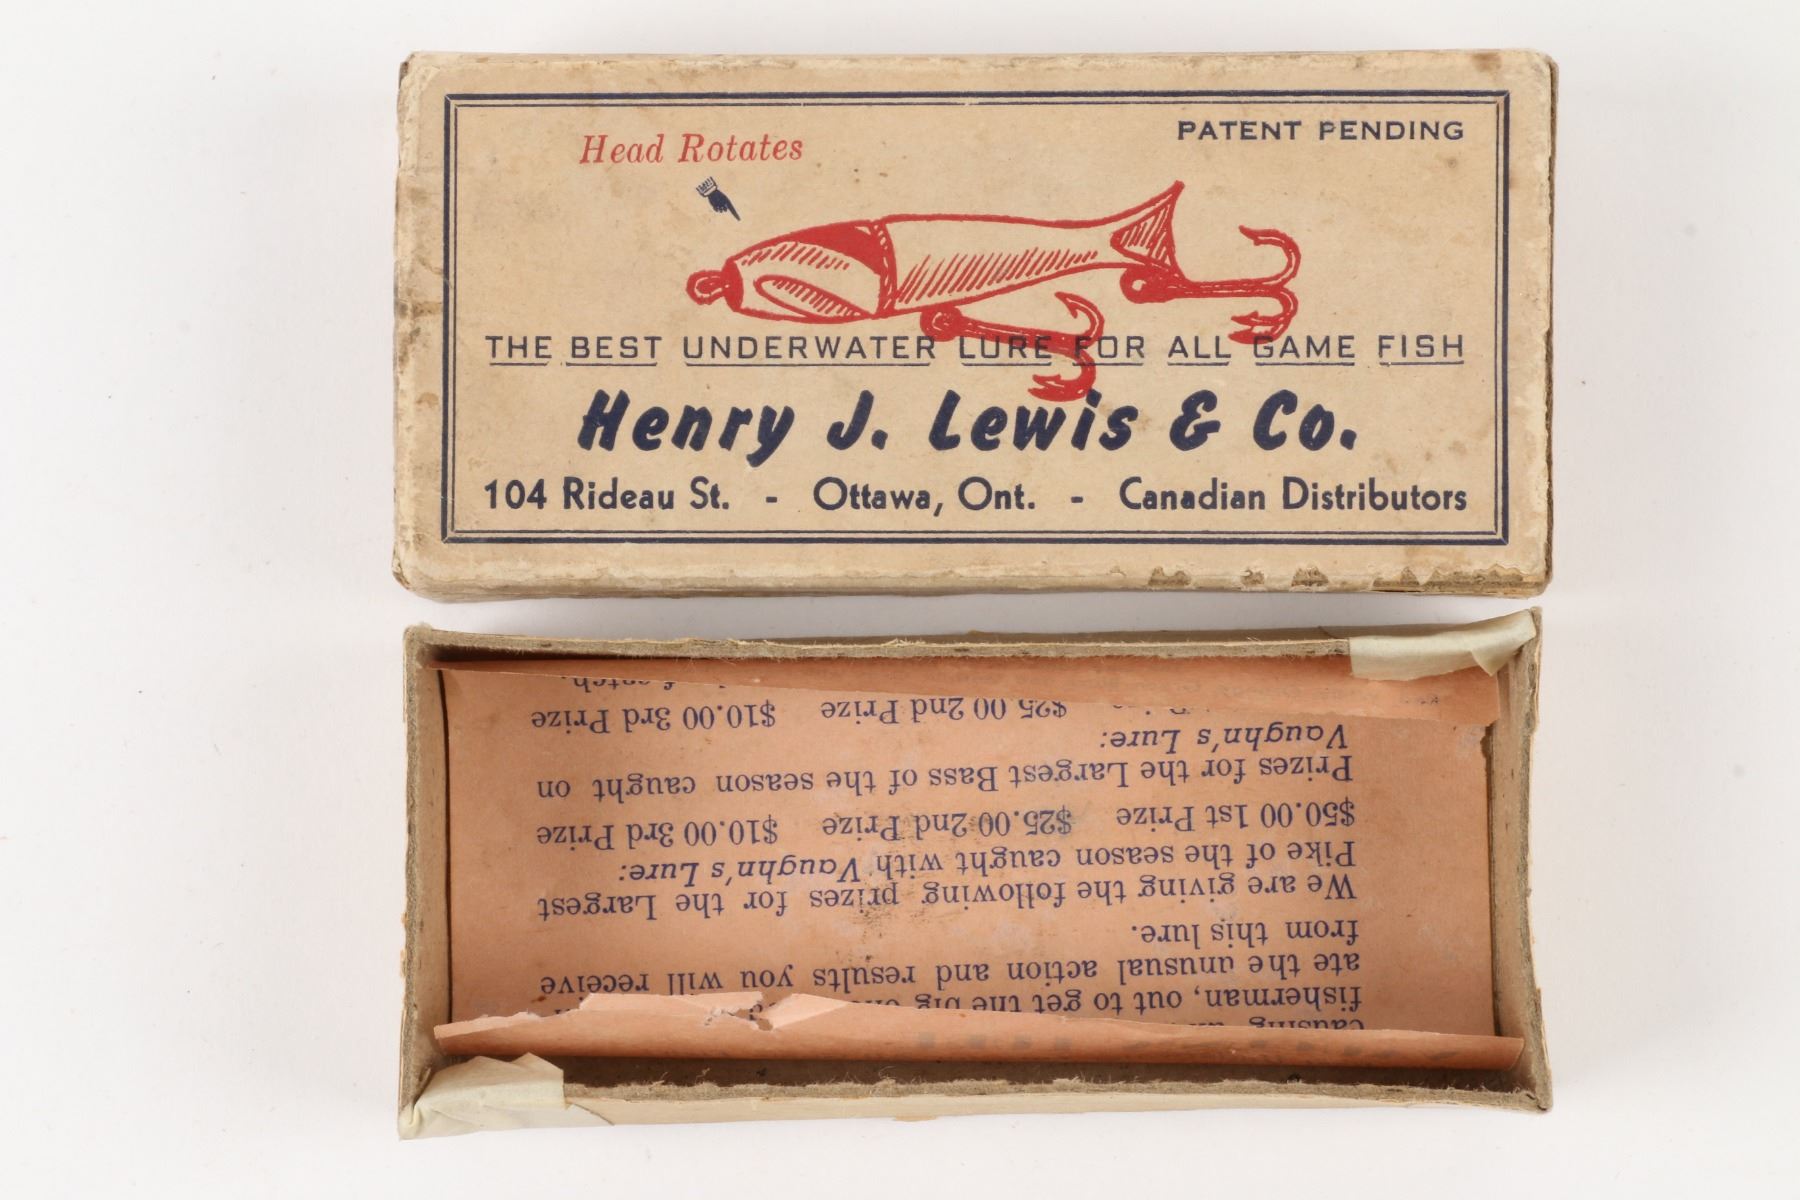 Head Rotates
PATENT PENDING
THE BEST UNDERWATER LURE FOR ALL GAME FISH
Henry J. Lewis & Co.
104 Rideau St. - Ottawa, Ont. - Canadian Distributors
causing
fisherman, out to get the big
ate the unusual action and results you will receive
from this lure.
We are giving the following prizes for the Largest
Pike of the season caught with Vaughn's Lure:
$50.00 1st Prize $25.00 2nd Prize $10.00 3rd Prize
Prizes for the Largest Bass of the season caught on
Vaughn's Lure:
$25.00 2nd Prize $10.00 3rd Prize
of catch.